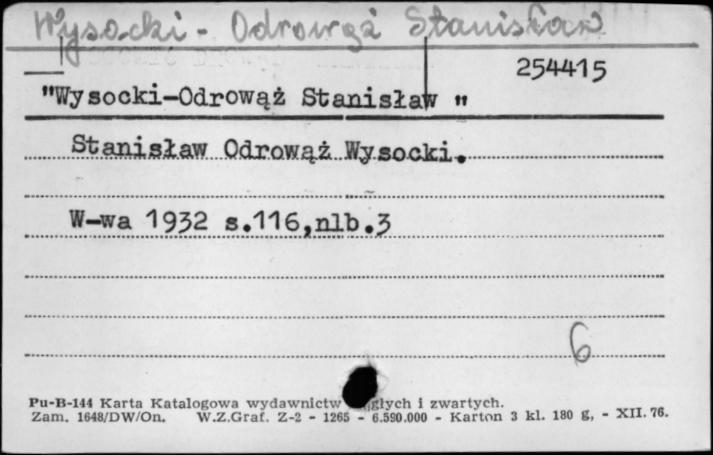 Wysocki - Odrowąż Stanisław
254415
"Wysocki-Odrowąż Stanisław "
Stanisław Odrowąż Wysocki.
W-wa 1932 s.116,nlb.3
6
Pu-B-144 Karta Katalogowa wydawnictw i zwartych.
Zam. 1648/DW/On. W.Z.Graf. Z-2 - 1265 - 6.590.000 - Karton 3 kl. 180 g, - XII. 76.